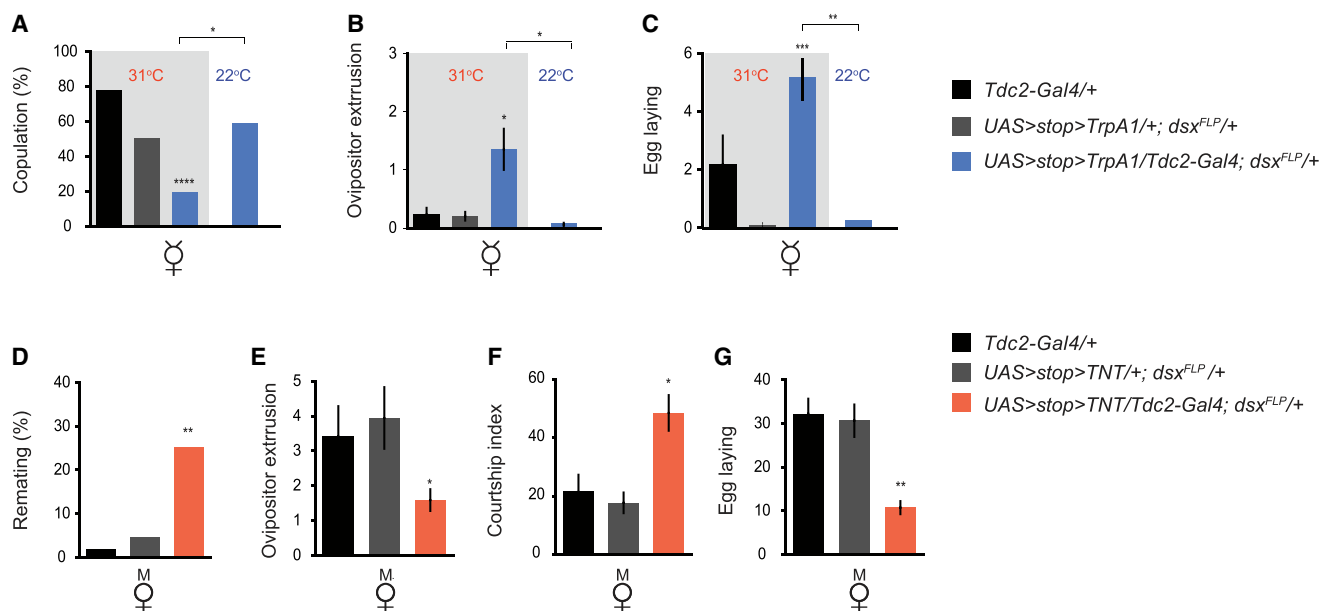 A
*
Copulation (%)
100
80
60
40
20
0
31°C
22°C
****
B
*
Ovipositor extrrusion
3
2
1
0
31°C
22°C
*
C
**
Egg laying
6
4
2
0
31°C
22°C
***
Tdc2-Gal4/+
UAS>stop>TrpA1/+; dsxFLP/+
UAS>stop>TrpA1/Tdc2-Gal4; dsxFLP/+
D
Remating (%)
40
30
20
10
0
**
M
E
Ovipositor extrrusion
5
4
3
2
1
0
*
M.
F
Courtship index
60
40
20
0
*
M
G
Egg laying
40
30
20
10
0
**
M
Tdc2-Gal4/+
UAS>stop>TNT/+; dsxFLP/+
UAS>stop>TNT/Tdc2-Gal4; dsxFLP/+